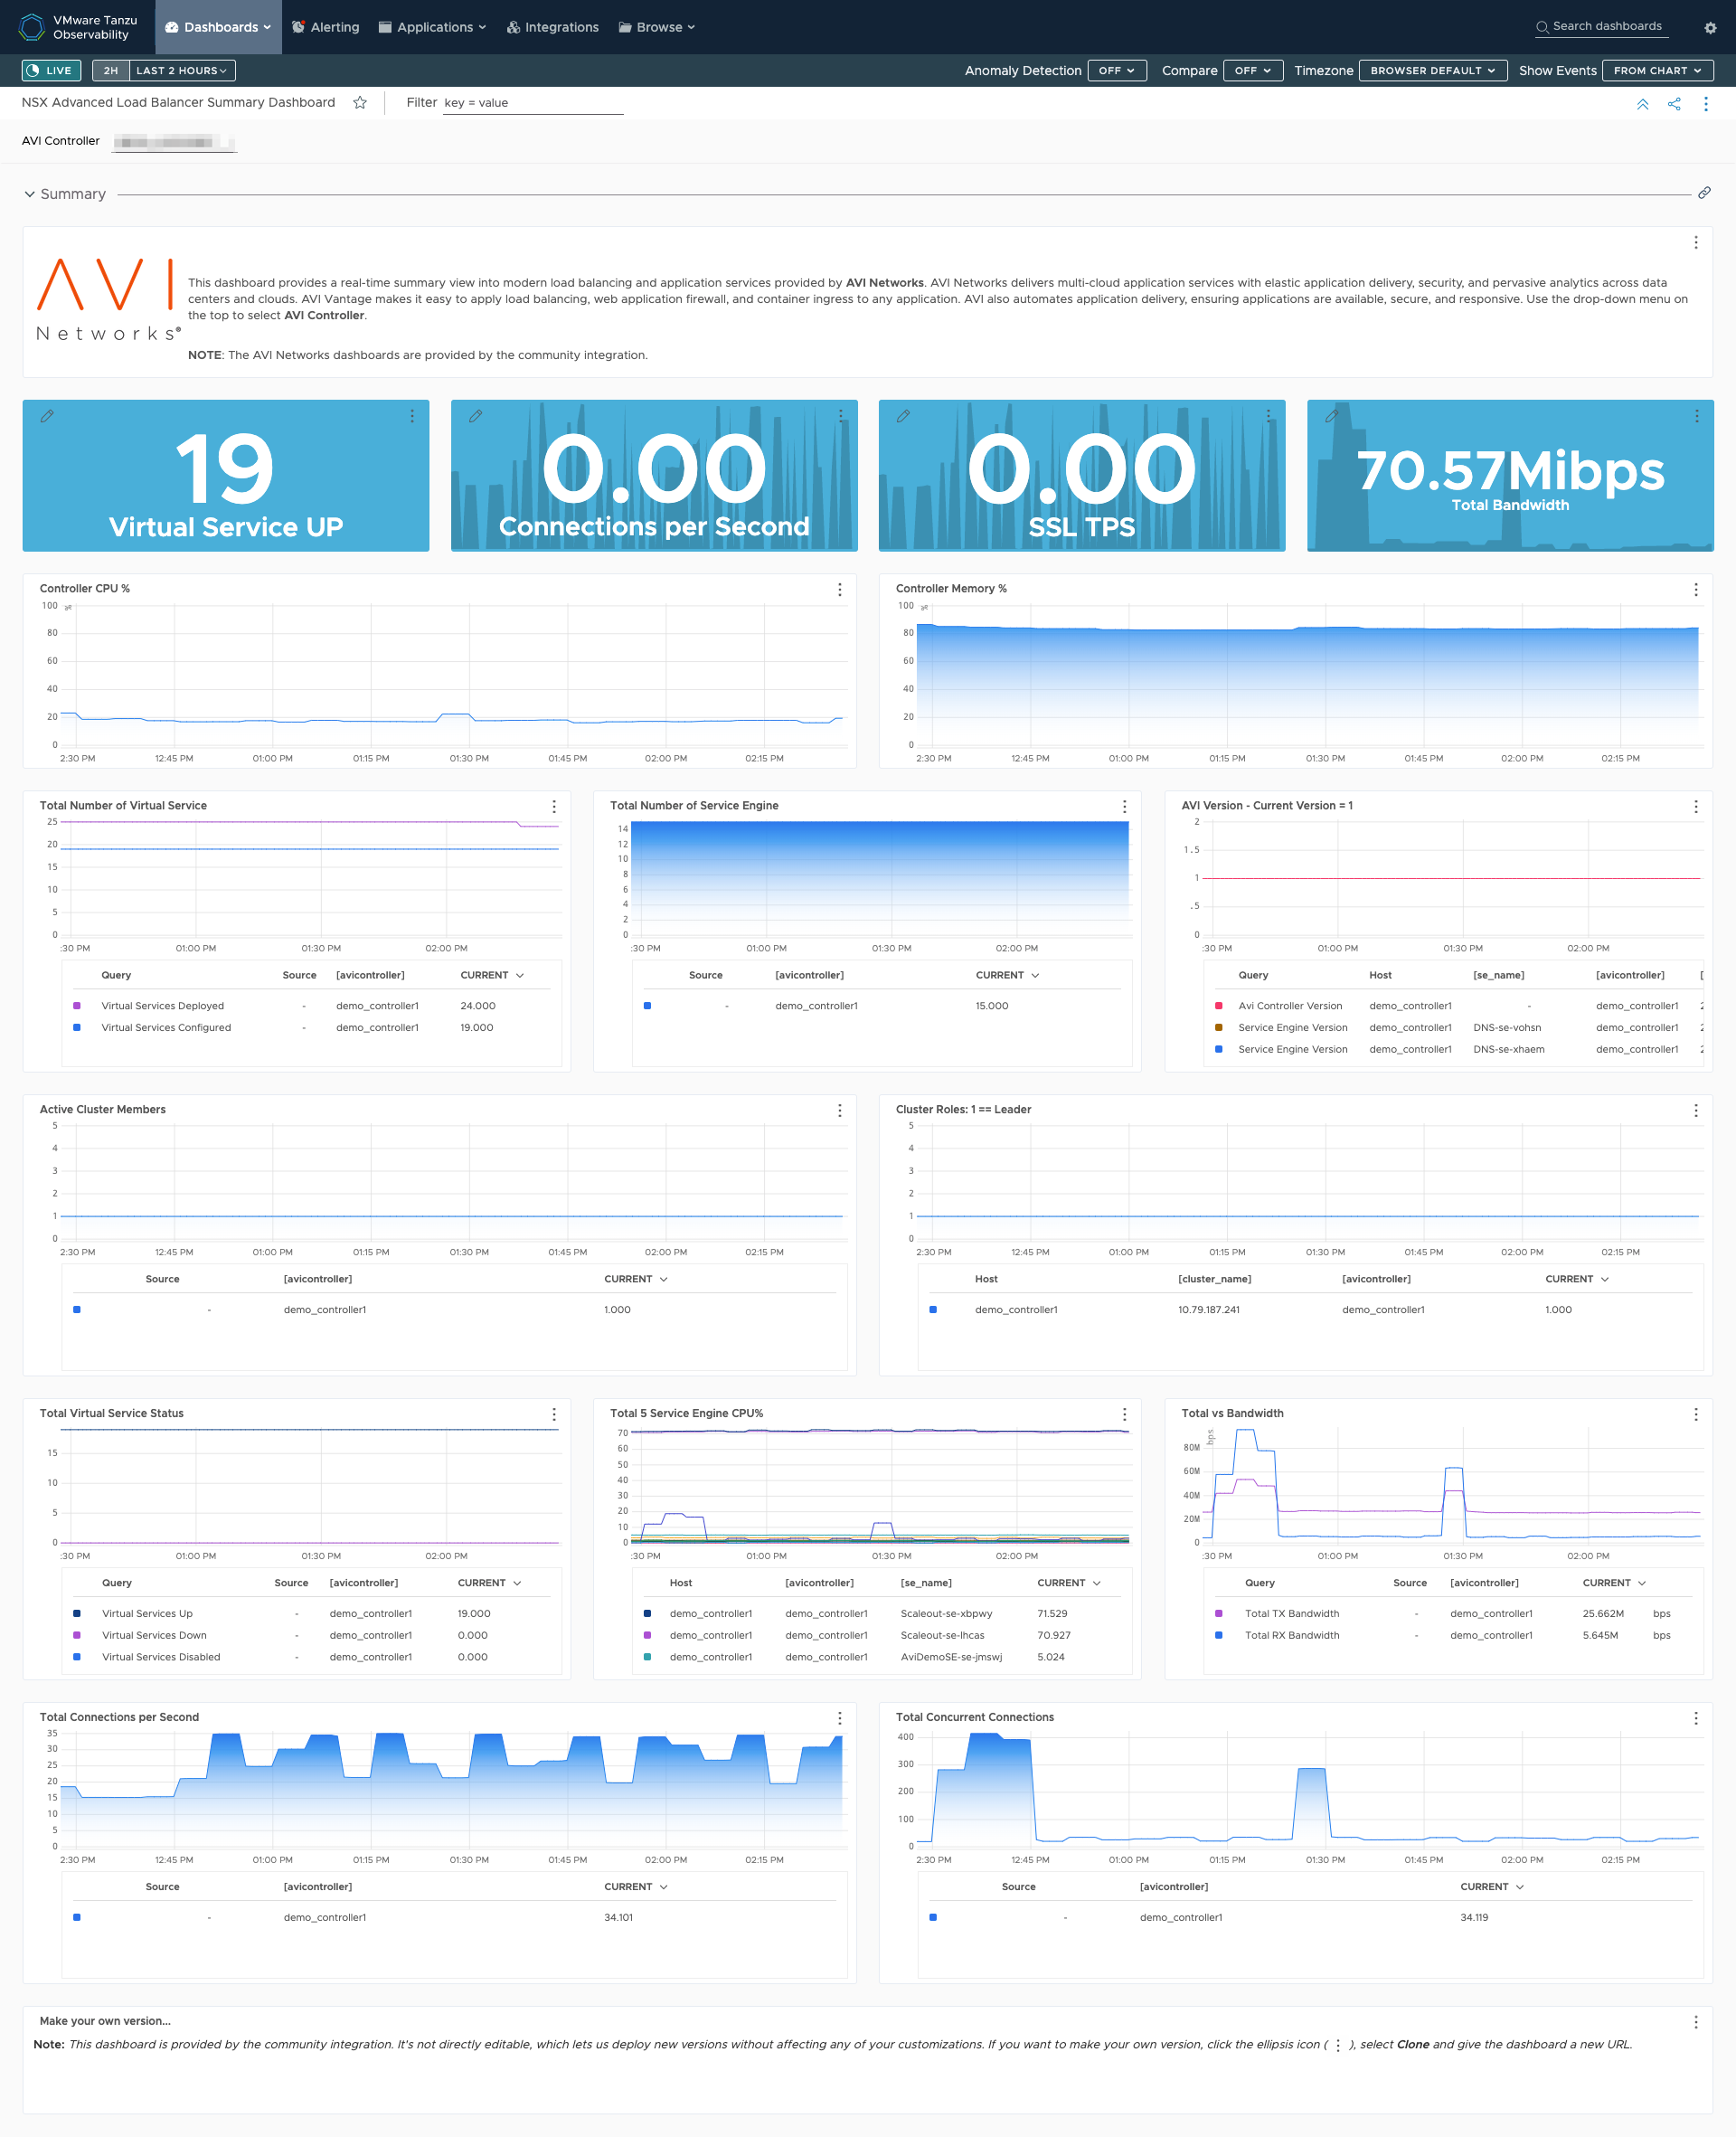 VMware Tanzu
Observability
Dashboards
Alerting
Applications
Integrations
Browse
Search dashboards
LIVE
2H
LAST 2 HOURS
Anomaly Detection
OFF
Compare
OFF
Timezone
BROWSER DEFAULT
Show Events
FROM CHART
NSX Advanced Load Balancer Summary Dashboard
Filter key = value
AVI Controller
Summary
AVI
Networks®
This dashboard provides a real-time summary view into modern load balancing and application services provided by AVI Networks. AVI Networks delivers multi-cloud application services with elastic application delivery, security, and pervasive analytics across data
centers and clouds. AVI Vantage makes it easy to apply load balancing, web application firewall, and container ingress to any application. AVI also automates application delivery, ensuring applications are available, secure, and responsive. Use the drop-down menu on
the top to select AVI Controller.
NOTE: The AVI Networks dashboards are provided by the community integration.
19
Virtual Service UP
0.00
Connections per Second
0.00
SSL TPS
70.57Mibps
Total Bandwidth
Controller CPU %
100 %
80
60
40
20
0
2:30 PM 12:45 PM 01:00 PM 01:15 PM 01:30 PM 01:45 PM 02:00 PM 02:15 PM
Controller Memory %
100 %
80
60
40
20
0
2:30 PM 12:45 PM 01:00 PM 01:15 PM 01:30 PM 01:45 PM 02:00 PM 02:15 PM
Total Number of Virtual Service
25
20
15
10
5
0
:30 PM 01:00 PM 01:30 PM 02:00 PM
Query Source [avicontroller] CURRENT
Virtual Services Deployed - demo_controller1 24.000
Virtual Services Configured - demo_controller1 19.000
Total Number of Service Engine
14
12
10
8
6
4
2
0
:30 PM 01:00 PM 01:30 PM 02:00 PM
Source [avicontroller] CURRENT
- demo_controller1 15.000
AVI Version - Current Version = 1
2
1.5
1
.5
0
:30 PM 01:00 PM 01:30 PM 02:00 PM
Query Host [se_name] [avicontroller] [
Avi Controller Version demo_controller1 - demo_controller1
Service Engine Version demo_controller1 DNS-se-vohsn demo_controller1
Service Engine Version demo_controller1 DNS-se-xhaem demo_controller1
Active Cluster Members
5
4
3
2
1
0
2:30 PM 12:45 PM 01:00 PM 01:15 PM 01:30 PM 01:45 PM 02:00 PM 02:15 PM
Source [avicontroller] CURRENT
- demo_controller1 1.000
Cluster Roles: 1 == Leader
5
4
3
2
1
0
2:30 PM 12:45 PM 01:00 PM 01:15 PM 01:30 PM 01:45 PM 02:00 PM 02:15 PM
Host [cluster_name] [avicontroller] CURRENT
demo_controller1 10.79.187.241 demo_controller1 1.000
Total Virtual Service Status
15
10
5
0
:30 PM 01:00 PM 01:30 PM 02:00 PM
Query Source [avicontroller] CURRENT
Virtual Services Up - demo_controller1 19.000
Virtual Services Down - demo_controller1 0.000
Virtual Services Disabled - demo_controller1 0.000
Total 5 Service Engine CPU%
70
60
50
40
30
20
10
0
:30 PM 01:00 PM 01:30 PM 02:00 PM
Host [avicontroller] [se_name] CURRENT
demo_controller1 demo_controller1 Scaleout-se-xbpwy 71.529
demo_controller1 demo_controller1 Scaleout-se-lhcas 70.927
demo_controller1 demo_controller1 AviDemoSE-se-jmswj 5.024
Total vs Bandwidth
bps
80M
60M
40M
20M
0
:30 PM 01:00 PM 01:30 PM 02:00 PM
Query Source [avicontroller] CURRENT
Total TX Bandwidth - demo_controller1 25.662M bps
Total RX Bandwidth - demo_controller1 5.645M bps
Total Connections per Second
35
30
25
20
15
10
5
0
2:30 PM 12:45 PM 01:00 PM 01:15 PM 01:30 PM 01:45 PM 02:00 PM 02:15 PM
Source [avicontroller] CURRENT
- demo_controller1 34.101
Total Concurrent Connections
400
300
200
100
0
2:30 PM 12:45 PM 01:00 PM 01:15 PM 01:30 PM 01:45 PM 02:00 PM 02:15 PM
Source [avicontroller] CURRENT
- demo_controller1 34.119
Make your own version...
Note: This dashboard is provided by the community integration. It's not directly editable, which lets us deploy new versions without affecting any of your customizations. If you want to make your own version, click the ellipsis icon ( ⋮ ), select Clone and give the dashboard a new URL.